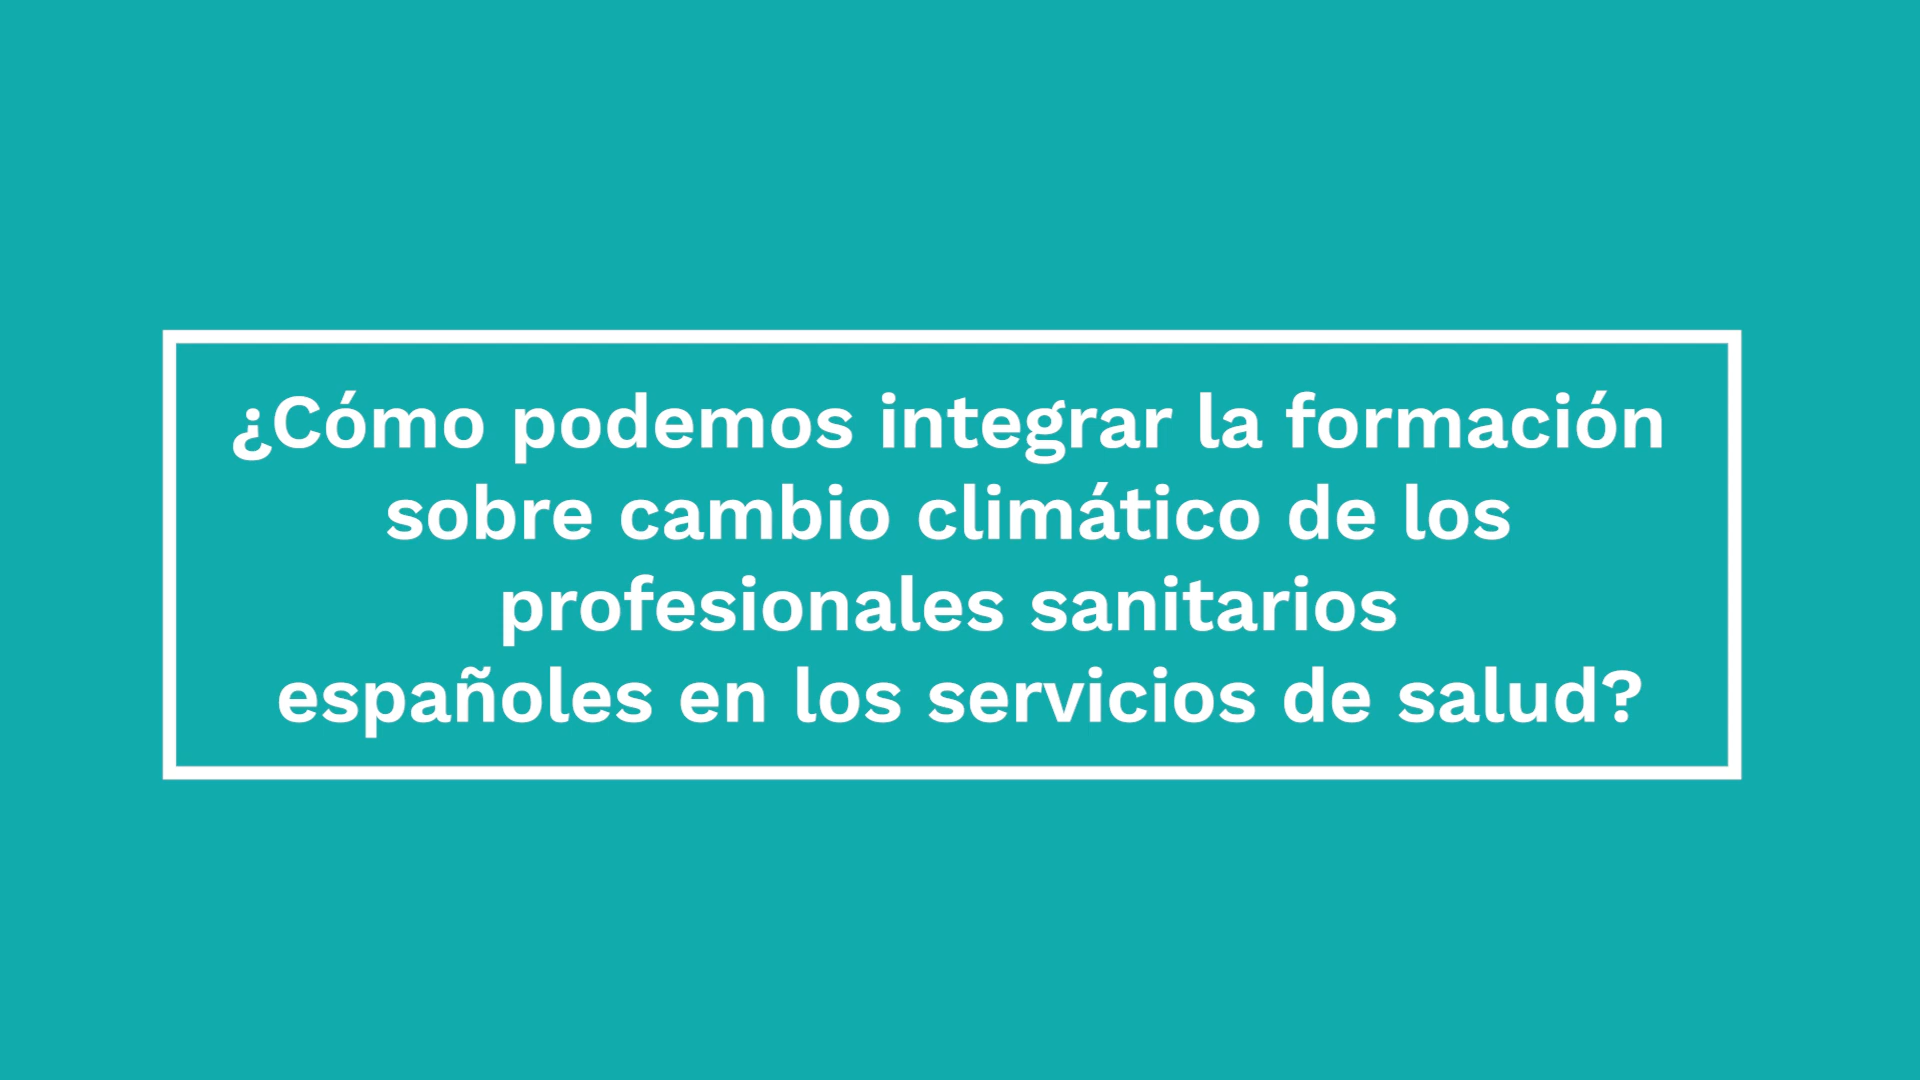 ¿Cómo podemos integrar la formación
sobre cambio climático de los
profesionales sanitarios
españoles en los servicios de salud?